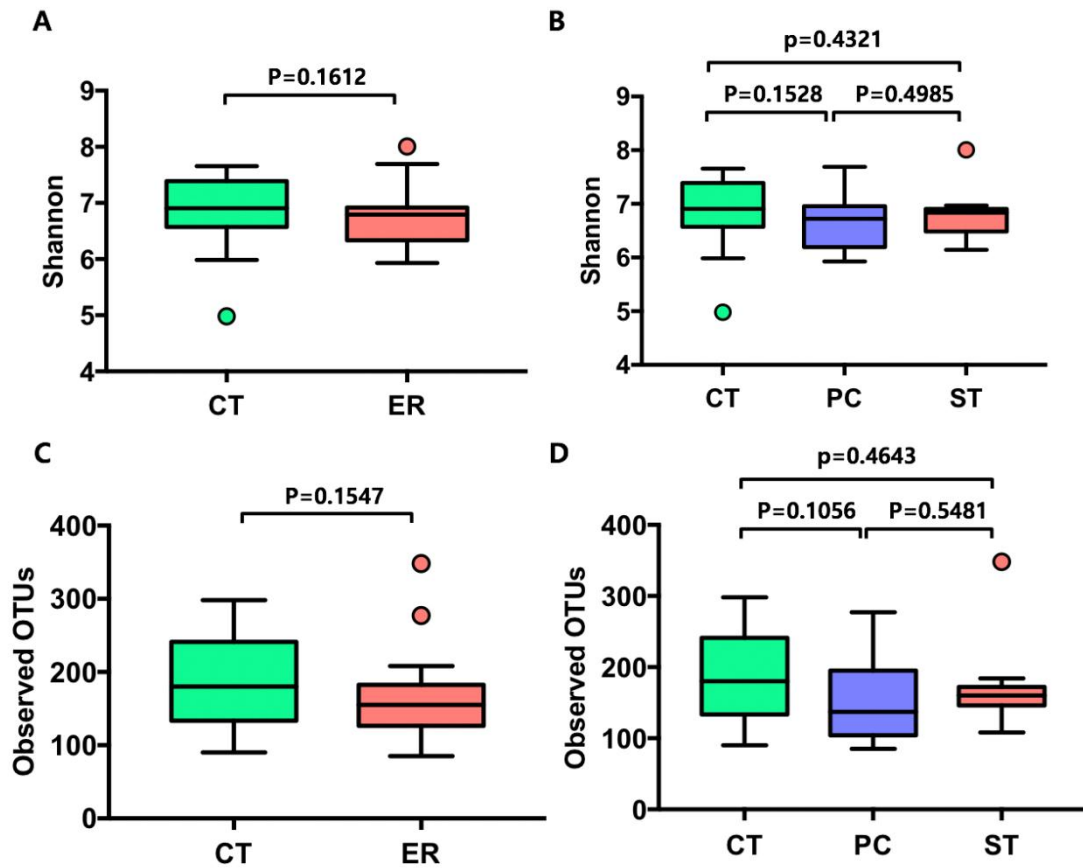 A
P=0.1612
9
8
7
6
5
4
Shannon
CT ER
B
p=0.4321
P=0.1528 P=0.4985
9
8
7
6
5
4
Shannon
CT PC ST
C
P=0.1547
400
300
200
100
0
Observed OTUs
CT ER
D
p=0.4643
P=0.1056 P=0.5481
400
300
200
100
0
Observed OTUs
CT PC ST